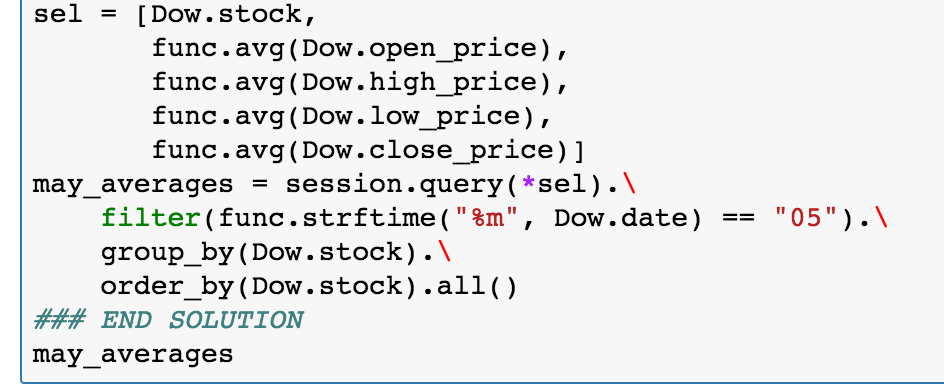 sel = [Dow.stock,
       func.avg(Dow.open_price),
       func.avg(Dow.high_price),
       func.avg(Dow.low_price),
       func.avg(Dow.close_price)]
may_averages = session.query(*sel).\
    filter(func.strftime("%m", Dow.date) == "05").\
    group_by(Dow.stock).\
    order_by(Dow.stock).all()
### END SOLUTION
may_averages